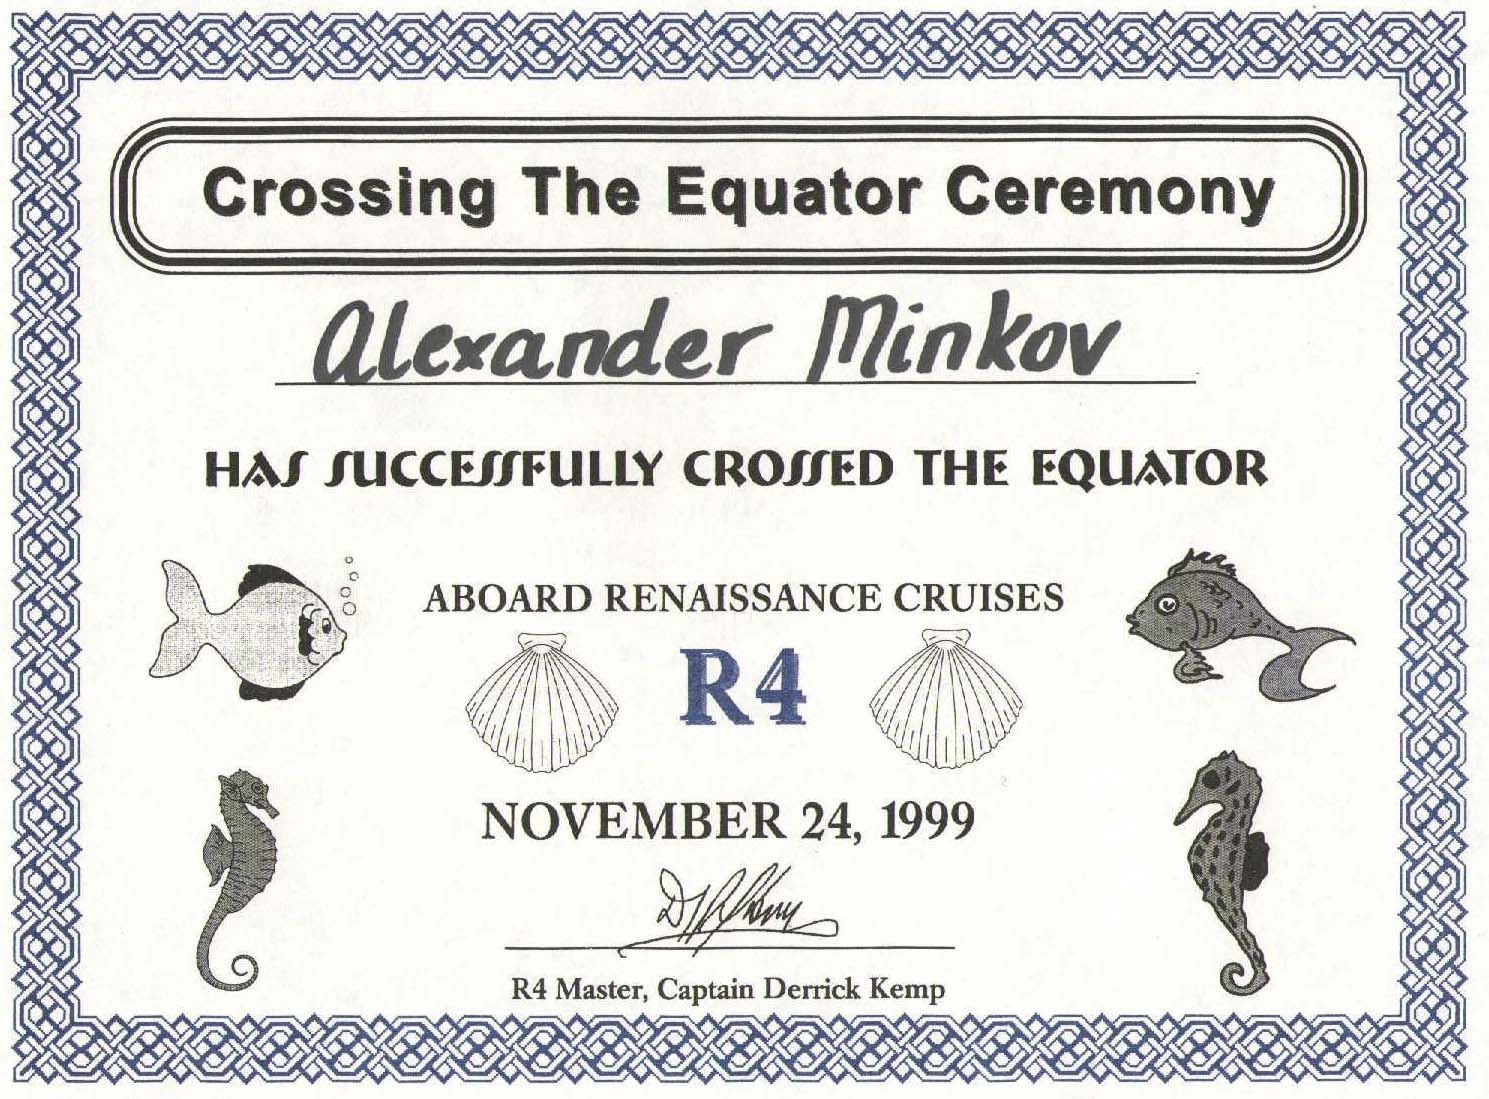 Crossing The Equator Ceremony
Alexander Minkov
HAS SUCCESSFULLY CROSSED THE EQUATOR
ABOARD RENAISSANCE CRUISES
R4
NOVEMBER 24, 1999
R4 Master, Captain Derrick Kemp